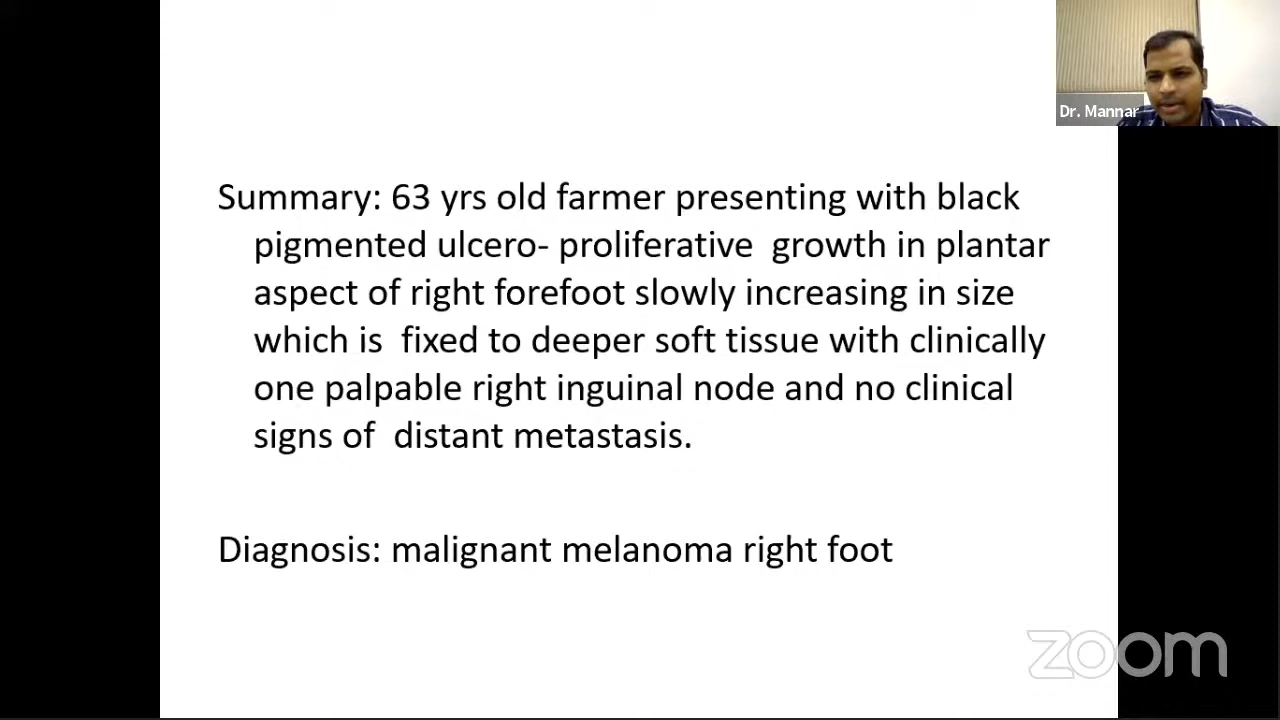 Dr. Mannar
Summary: 63 yrs old farmer presenting with black
pigmented ulcero- proliferative growth in plantar
aspect of right forefoot slowly increasing in size
which is fixed to deeper soft tissue with clinically
one palpable right inguinal node and no clinical
signs of distant metastasis.
Diagnosis: malignant melanoma right foot
zoom